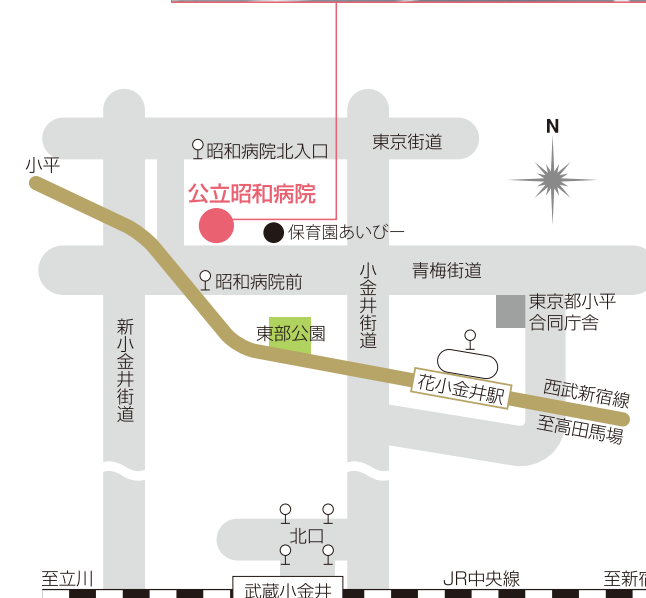 N
昭和病院北入口
東京街道
小平
公立昭和病院
保育園あいびー
昭和病院前
小金井街道
青梅街道
東京都小平
合同庁舎
新小金井街道
東部公園
花小金井駅
西武新宿線
至高田馬場
北口
至立川
武蔵小金井
JR中央線
至新宿